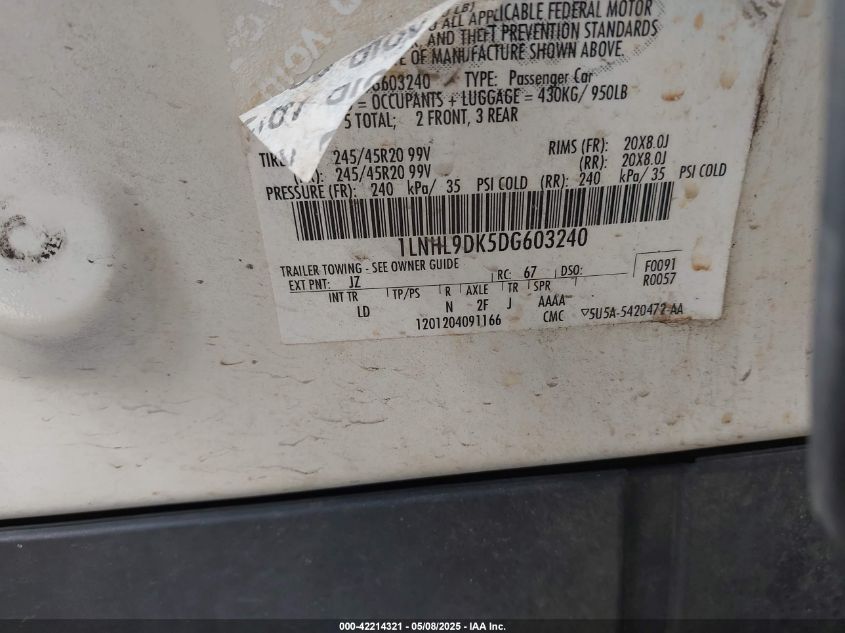 LB)
ALL APPLICABLE FEDERAL MOTOR
AND THEFT PREVENTION STANDARDS
E OF MANUFACTURE SHOWN ABOVE.
G603240 TYPE: Passenger Car
= OCCUPANTS + LUGGAGE = 430KG/ 950LB
5 TOTAL; 2 FRONT, 3 REAR
VOID VOID
245/45R20 99V RIMS (FR): 20X8.0J
245/45R20 99V (RR): 20X8.0J
PRESSURE (FR): 240 kPa/ 35 PSI COLD (RR): 240 kPa/ 35 PSI COLD
1LNHL9DK5DG603240
TRAILER TOWING - SEE OWNER GUIDE
EXT PNT: JZ RC: 67 DSO: F0091
R0057
INT TR TP/PS R AXLE TR SPR
LD N 2F J AAAA
1201204091166 CMC ▽5U5A-5420472-AA
000-42214321 - 05/08/2025 - IAA Inc.